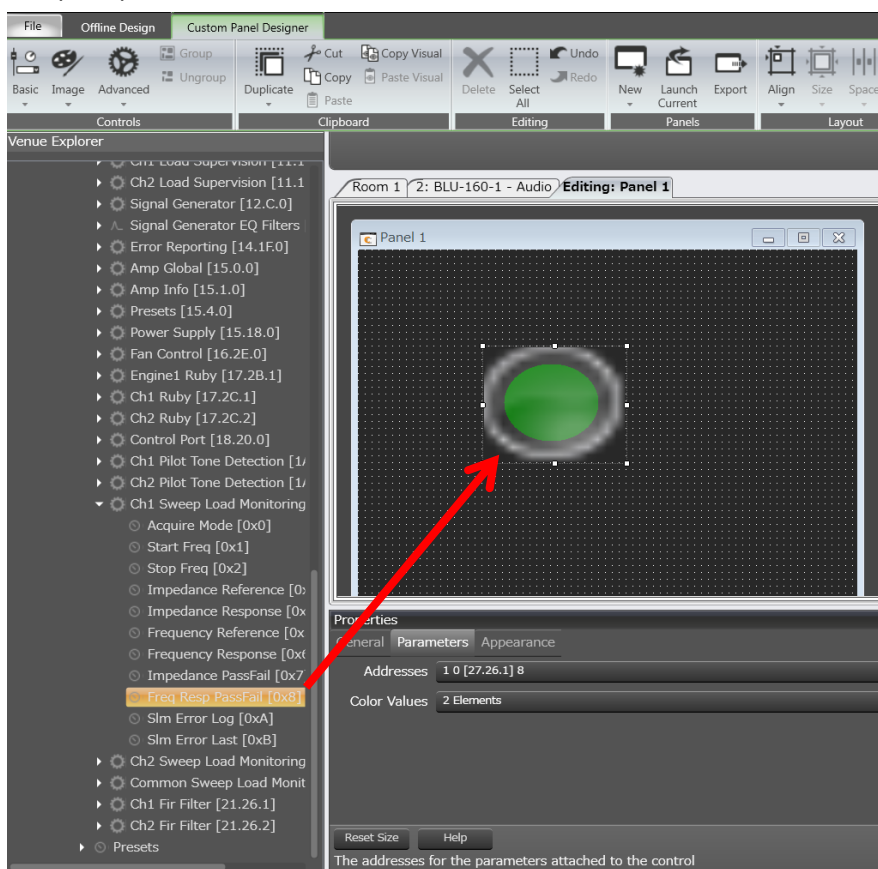 File Offline Design Custom Panel Designer
Group Cut Copy Visual Undo
Ungroup Copy Paste Visual Redo
Basic Image Advanced Duplicate Paste Delete Select All New Launch Current Export Align Size Space
Controls Clipboard Editing Panels Layout
Venue Explorer
Ch1 Load Supervision [11.1
Ch2 Load Supervision [11.1
Room 1 2: BLU-160-1 - Audio Editing: Panel 1
Signal Generator [12.C.0]
Signal Generator EQ Filters
Panel 1
Error Reporting [14.1F.0]
Amp Global [15.0.0]
Amp Info [15.1.0]
Presets [15.4.0]
Power Supply [15.18.0]
Fan Control [16.2E.0]
Engine1 Ruby [17.2B.1]
Ch1 Ruby [17.2C.1]
Ch2 Ruby [17.2C.2]
Control Port [18.20.0]
Ch1 Pilot Tone Detection [1
Ch2 Pilot Tone Detection [1
Ch1 Sweep Load Monitoring
Acquire Mode [0x0]
Start Freq [0x1]
Stop Freq [0x2]
Impedance Reference [0
Impedance Response [0x
Frequency Reference [0x
Frequency Response [0x
Impedance PassFail [0x7
Freq Resp PassFail [0x8]
Slm Error Log [0xA]
Slm Error Last [0xB]
Ch2 Sweep Load Monitoring
Common Sweep Load Monit
Ch1 Fir Filter [21.26.1]
Ch2 Fir Filter [21.26.2]
Presets
Properties
General Parameters Appearance
Addresses 1 0 [27.26.1] 8
Color Values 2 Elements
Reset Size Help
The addresses for the parameters attached to the control